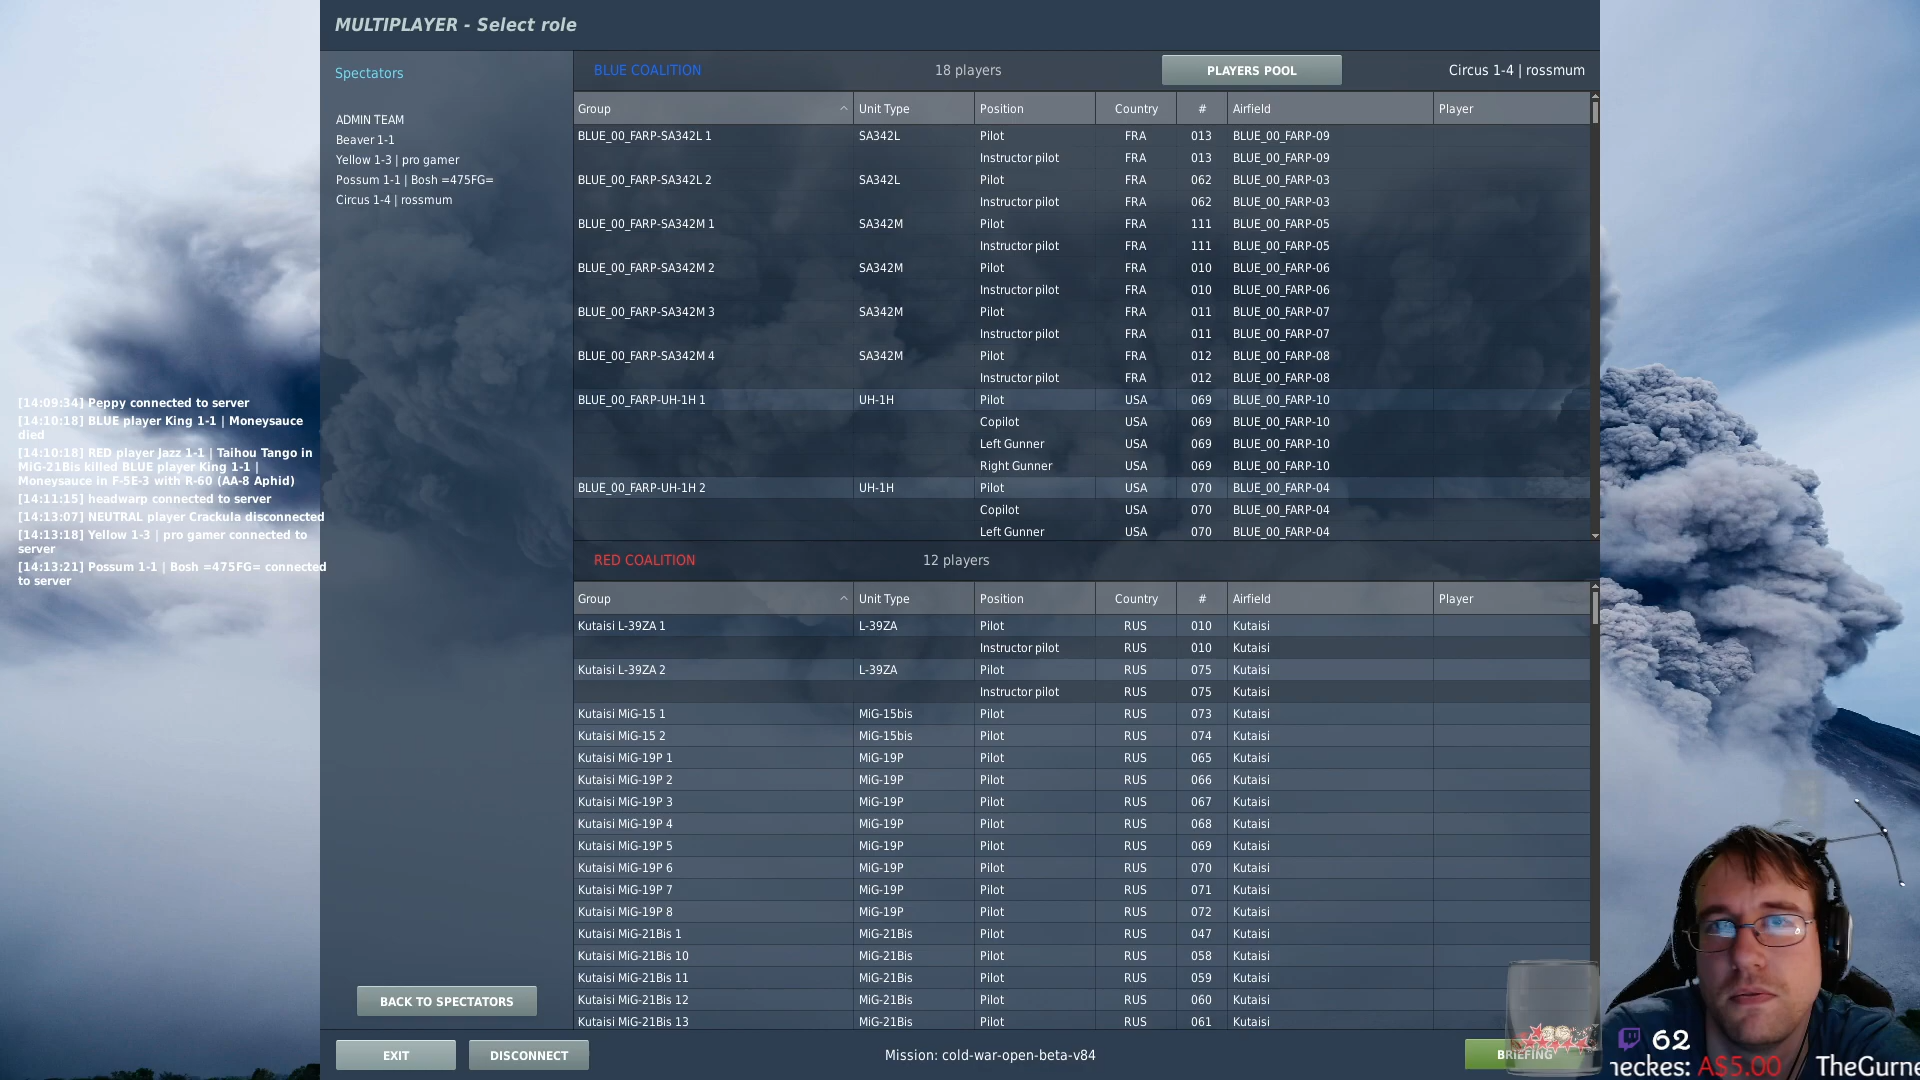 MULTIPLAYER - Select role
Spectators
ADMIN TEAM
Beaver 1-1
Yellow 1-3 | pro gamer
Possum 1-1 | Bosh =475FG=
Circus 1-4 | rossmum
[14:09:34] Peppy connected to server
[14:10:18] BLUE player King 1-1 | Moneysauce
died
[14:10:18] RED player Jazz 1-1 | Taihou Tango in
MiG-21Bis killed BLUE player King 1-1 |
Moneysauce in F-5E-3 with R-60 (AA-8 Aphid)
[14:11:15] headwarp connected to server
[14:13:07] NEUTRAL player Crackula disconnected
[14:13:18] Yellow 1-3 | pro gamer connected to
server
[14:13:21] Possum 1-1 | Bosh =475FG= connected
to server
BLUE COALITION 18 players PLAYERS POOL Circus 1-4 | rossmum
Group Unit Type Position Country # Airfield Player
BLUE_00_FARP-SA342L 1 SA342L Pilot FRA 013 BLUE_00_FARP-09
Instructor pilot FRA 013 BLUE_00_FARP-09
BLUE_00_FARP-SA342L 2 SA342L Pilot FRA 062 BLUE_00_FARP-03
Instructor pilot FRA 062 BLUE_00_FARP-03
BLUE_00_FARP-SA342M 1 SA342M Pilot FRA 111 BLUE_00_FARP-05
Instructor pilot FRA 111 BLUE_00_FARP-05
BLUE_00_FARP-SA342M 2 SA342M Pilot FRA 010 BLUE_00_FARP-06
Instructor pilot FRA 010 BLUE_00_FARP-06
BLUE_00_FARP-SA342M 3 SA342M Pilot FRA 011 BLUE_00_FARP-07
Instructor pilot FRA 011 BLUE_00_FARP-07
BLUE_00_FARP-SA342M 4 SA342M Pilot FRA 012 BLUE_00_FARP-08
Instructor pilot FRA 012 BLUE_00_FARP-08
BLUE_00_FARP-UH-1H 1 UH-1H Pilot USA 069 BLUE_00_FARP-10
Copilot USA 069 BLUE_00_FARP-10
Left Gunner USA 069 BLUE_00_FARP-10
Right Gunner USA 069 BLUE_00_FARP-10
BLUE_00_FARP-UH-1H 2 UH-1H Pilot USA 070 BLUE_00_FARP-04
Copilot USA 070 BLUE_00_FARP-04
Left Gunner USA 070 BLUE_00_FARP-04
RED COALITION 12 players
Group Unit Type Position Country # Airfield Player
Kutaisi L-39ZA 1 L-39ZA Pilot RUS 010 Kutaisi
Instructor pilot RUS 010 Kutaisi
Kutaisi L-39ZA 2 L-39ZA Pilot RUS 075 Kutaisi
Instructor pilot RUS 075 Kutaisi
Kutaisi MiG-15 1 MiG-15bis Pilot RUS 073 Kutaisi
Kutaisi MiG-15 2 MiG-15bis Pilot RUS 074 Kutaisi
Kutaisi MiG-19P 1 MiG-19P Pilot RUS 065 Kutaisi
Kutaisi MiG-19P 2 MiG-19P Pilot RUS 066 Kutaisi
Kutaisi MiG-19P 3 MiG-19P Pilot RUS 067 Kutaisi
Kutaisi MiG-19P 4 MiG-19P Pilot RUS 068 Kutaisi
Kutaisi MiG-19P 5 MiG-19P Pilot RUS 069 Kutaisi
Kutaisi MiG-19P 6 MiG-19P Pilot RUS 070 Kutaisi
Kutaisi MiG-19P 7 MiG-19P Pilot RUS 071 Kutaisi
Kutaisi MiG-19P 8 MiG-19P Pilot RUS 072 Kutaisi
Kutaisi MiG-21Bis 1 MiG-21Bis Pilot RUS 047 Kutaisi
Kutaisi MiG-21Bis 10 MiG-21Bis Pilot RUS 058 Kutaisi
Kutaisi MiG-21Bis 11 MiG-21Bis Pilot RUS 059 Kutaisi
Kutaisi MiG-21Bis 12 MiG-21Bis Pilot RUS 060 Kutaisi
Kutaisi MiG-21Bis 13 MiG-21Bis Pilot RUS 061 Kutaisi
BACK TO SPECTATORS
EXIT DISCONNECT Mission: cold-war-open-beta-v84 BRIEFING
62
heckes: A$5.00 TheGurne